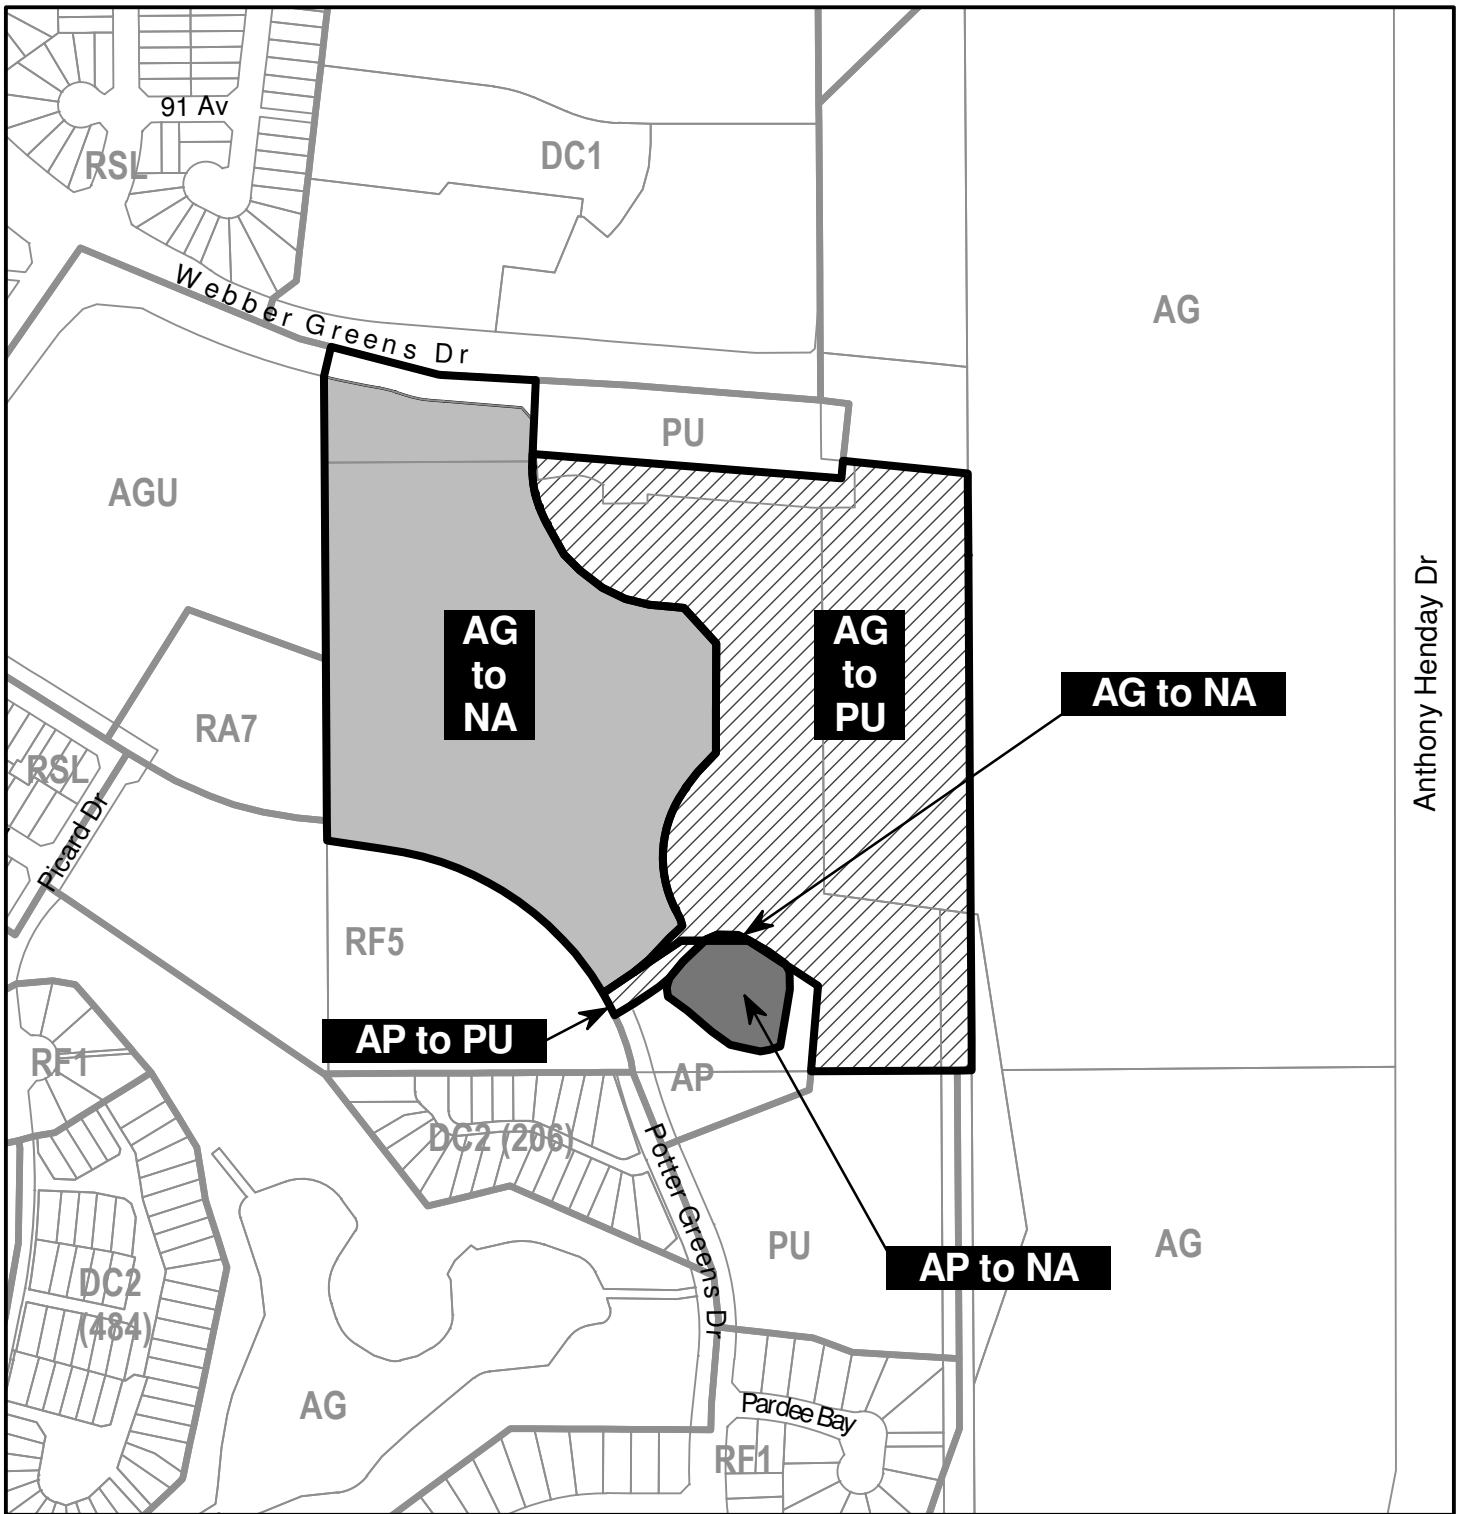 91 Av
RSL
DC1
AG
Webber Greens Dr
PU
AGU
AG
to
NA
AG
to
PU
AG to NA
Anthony Henday Dr
RA7
RSL
Picard Dr
RF5
AP to PU
RF1
AP
DC2 (206)
Potter Greens Dr
PU
AG
AP to NA
DC2
(484)
AG
Pardee Bay
RF1